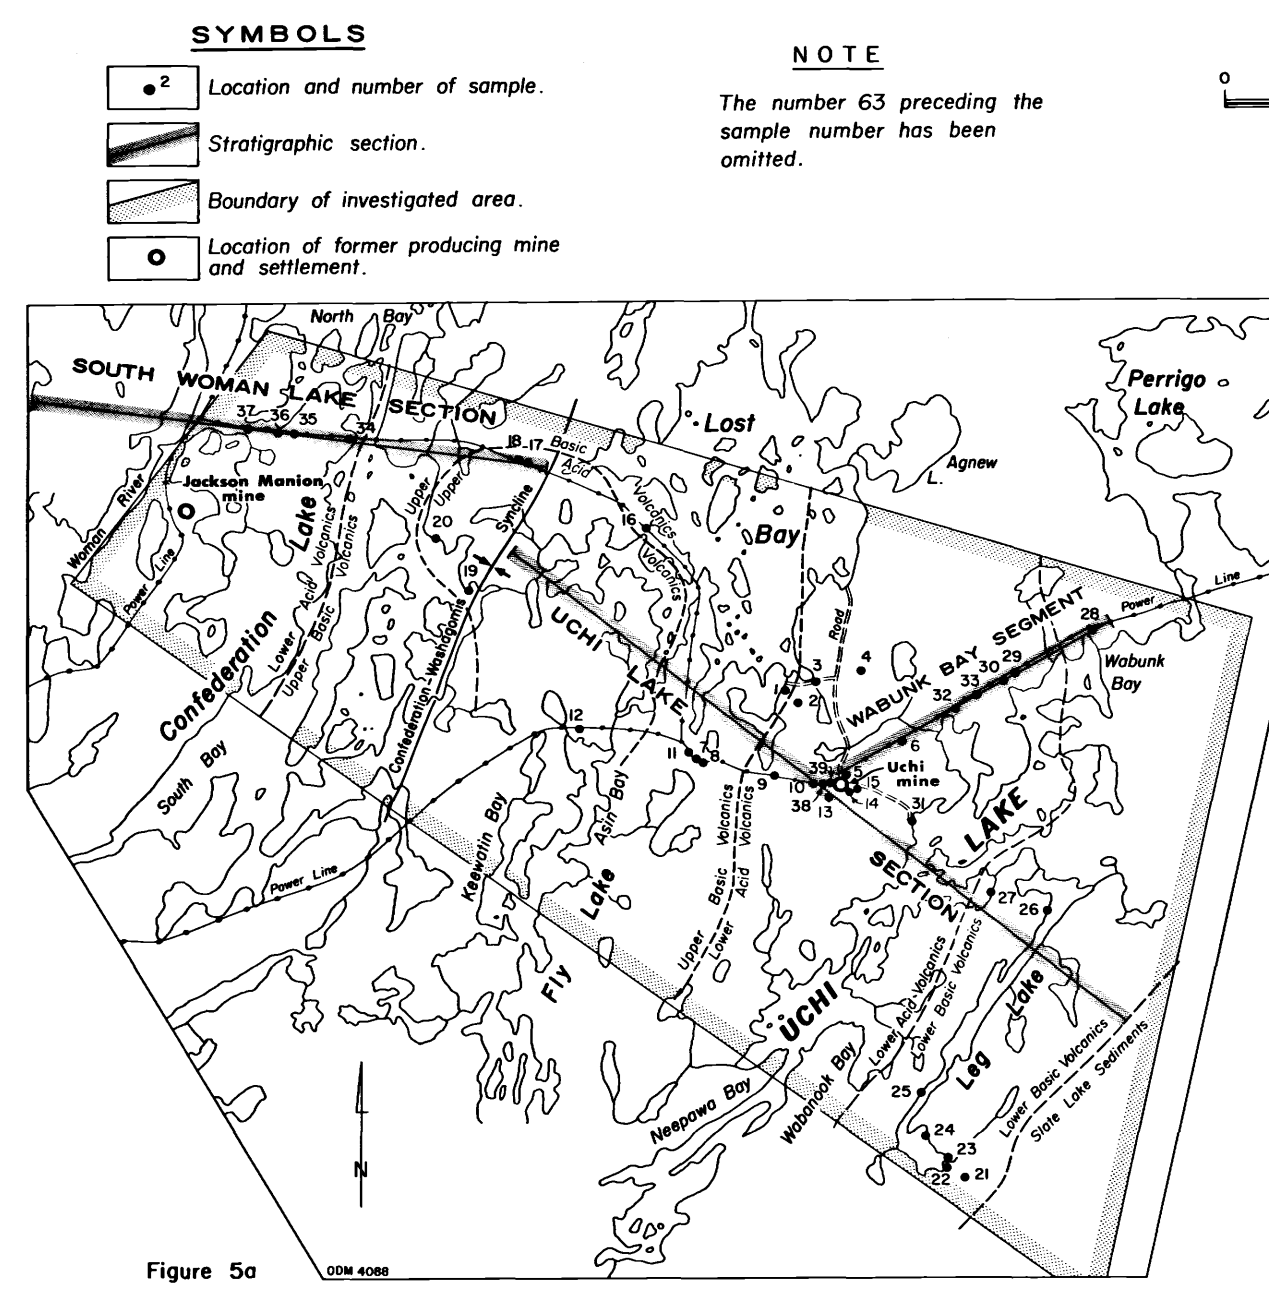 SYMBOLS
2
Location and number of sample.
Stratigraphic section.
Boundary of investigated area.
Location of former producing mine
and settlement.
NOTE
The number 63 preceding the
sample number has been
omitted.
0
North Bay
SOUTH WOMAN LAKE SECTION
37
36
35
34
18
17
Basic
Acid
Volcanics
Volcanics
Lost
Bay
Agnew
L.
Perrigo
Lake
Jackson Manion
mine
Woman River
Power Line
Confederation
Lake
Lower Acid Volcanics
Upper Basic Volcanics
Upper
Upper
20
19
Syncline
Confederation-Washagomis
16
UCHI LAKE
SECTION
Road
1
2
3
4
WABUNK BAY SEGMENT
28
29
30
33
32
6
Power Line
Wabunk
Bay
South Bay
12
11
7
8
9
10
39
5
15
14
38
13
Uchi
mine
31
Power Line
Keewatin Bay
Asin Bay
Fly
Lake
Upper Basic Volcanics
Lower Acid Volcanics
UCHI
LAKE
27
26
Lower Acid Volcanics
Lower Basic Volcanics
Leg
Lake
25
24
23
22
21
Lower Basic Volcanics
Slate Lake Sediments
Neepawa Bay
Wabanook Bay
N
Figure 5a
ODM 4088